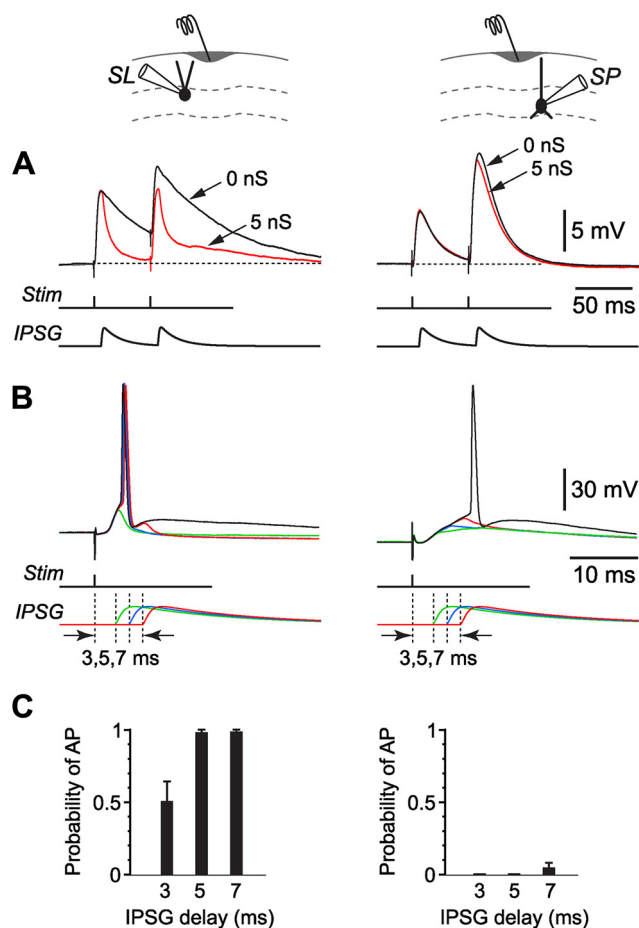 SL
SP
A
0 nS
5 nS
0 nS
5 nS
5 mV
Stim
50 ms
IPSG
B
30 mV
Stim
10 ms
IPSG
3,5,7 ms
3,5,7 ms
C
Probability of AP
1
0.5
0
3 5 7
IPSG delay (ms)
Probability of AP
1
0.5
0
3 5 7
IPSG delay (ms)